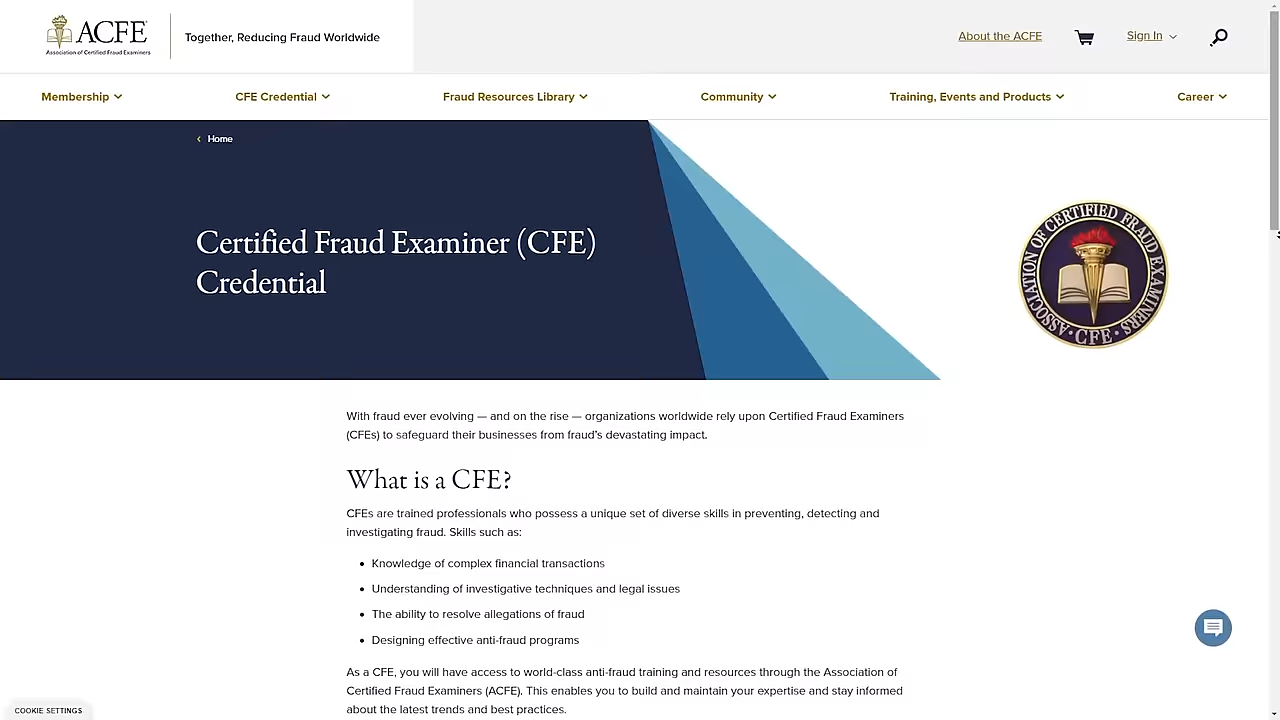 ACFE
Association of Certified Fraud Examiners
Together, Reducing Fraud Worldwide
About the ACFE
Sign In
Membership
CFE Credential
Fraud Resources Library
Community
Training, Events and Products
Career
Home
Certified Fraud Examiner (CFE)
Credential
ASSOCIATION OF CERTIFIED FRAUD EXAMINERS
· CFE ·
With fraud ever evolving — and on the rise — organizations worldwide rely upon Certified Fraud Examiners
(CFEs) to safeguard their businesses from fraud’s devastating impact.
What is a CFE?
CFEs are trained professionals who possess a unique set of diverse skills in preventing, detecting and
investigating fraud. Skills such as:
• Knowledge of complex financial transactions
• Understanding of investigative techniques and legal issues
• The ability to resolve allegations of fraud
• Designing effective anti-fraud programs
As a CFE, you will have access to world-class anti-fraud training and resources through the Association of
Certified Fraud Examiners (ACFE). This enables you to build and maintain your expertise and stay informed
about the latest trends and best practices.
COOKIE SETTINGS